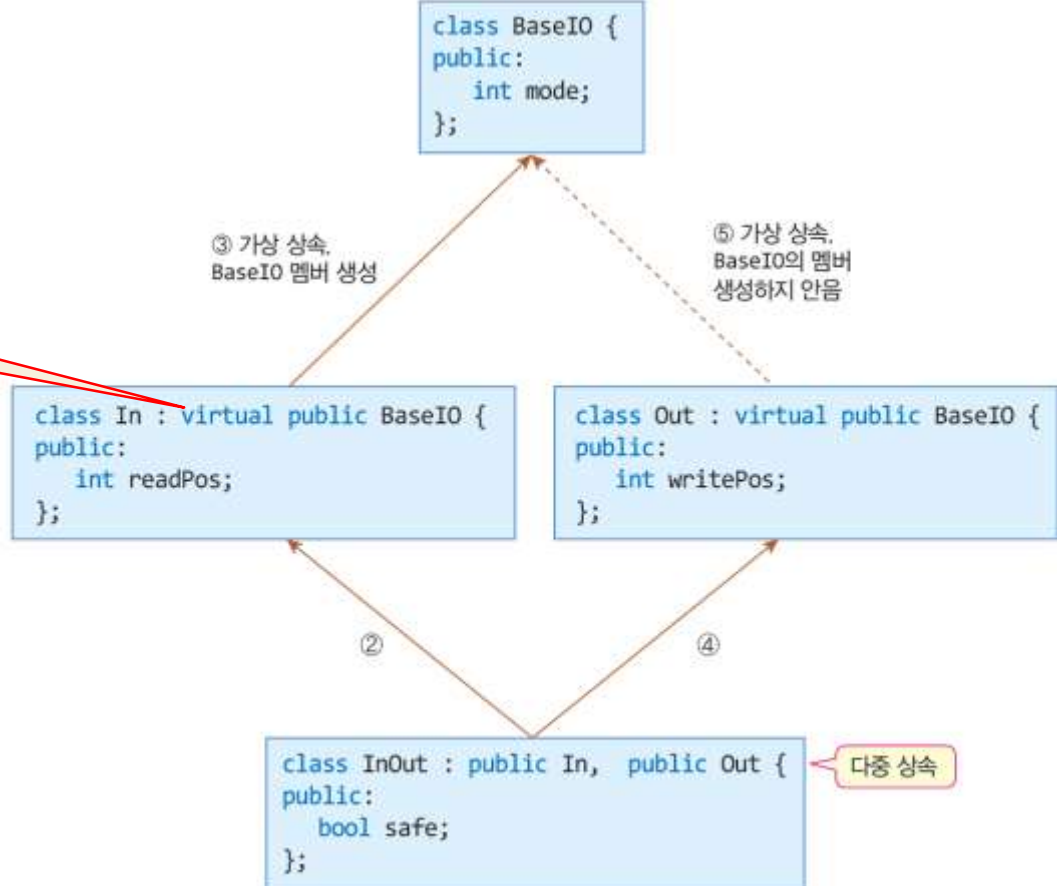 class BaseIO {
public:
int mode;
};
③ 가상 상속,
BaseIO 멤버 생성
⑤ 가상 상속,
BaseIO의 멤버
생성하지 안음
class In : virtual public BaseIO {
public:
int readPos;
};
class Out : virtual public BaseIO {
public:
int writePos;
};
②
④
class InOut : public In, public Out {
public:
bool safe;
};
다중 상속